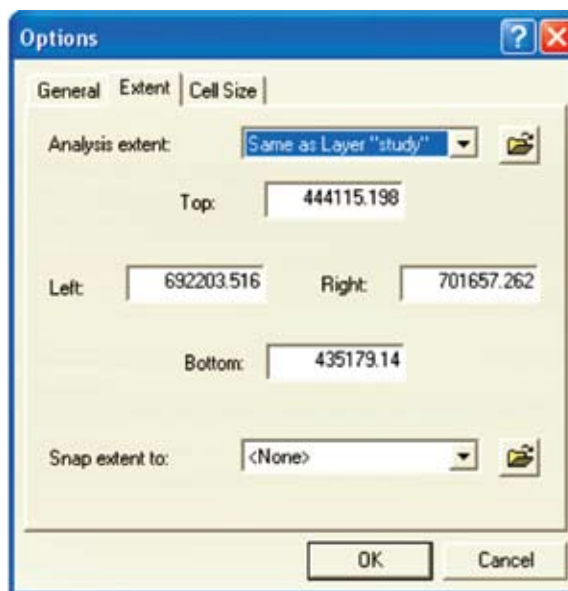 Options
General Extent Cell Size
Analysis extent: Same as Layer "study"
Top: 444115.198
Left: 692203.516 Right: 701657.262
Bottom: 435179.14
Snap extent to: <None>
OK Cancel